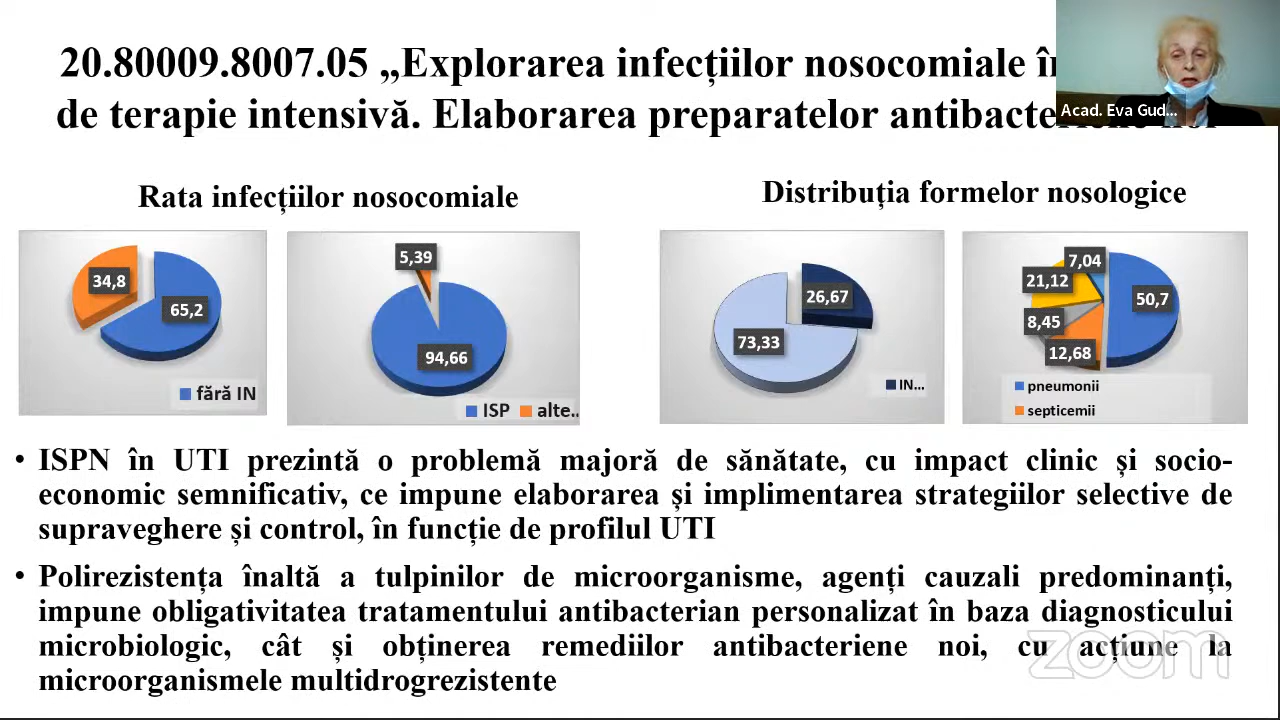 20.80009.8007.05 „Explorarea infecțiilor nosocomiale în
de terapie intensivă. Elaborarea preparatelor
Acad. Eva Gud...
Rata infecțiilor nosocomiale
Distribuția formelor nosologice
34,8
65,2
fără IN
5,39
94,66
ISP alte..
26,67
73,33
IN...
7,04
21,12
50,7
8,45
12,68
pneumonii
septicemii
• ISPN în UTI prezintă o problemă majoră de sănătate, cu impact clinic și socio-
economic semnificativ, ce impune elaborarea și implimentarea strategiilor selective de
supraveghere și control, în funcție de profilul UTI
• Polirezistența înaltă a tulpinilor de microorganisme, agenți cauzali predominanți,
impune obligativitatea tratamentului antibacterian personalizat în baza diagnosticului
microbiologic, cât și obținerea remediilor antibacteriene noi, cu acțiune la
microorganismele multidrogrezistente
zoom